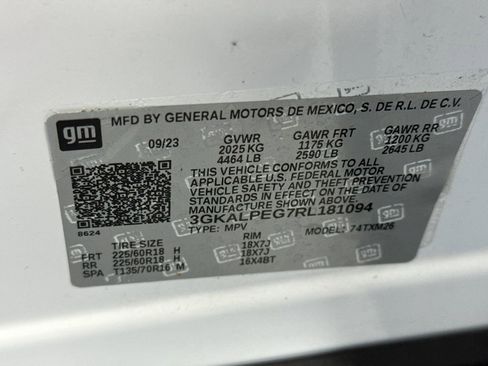 gm
MFD BY GENERAL MOTORS DE MEXICO, S. DE R.L. DE C.V.
09/23 GVWR GAWR FRT GAWR RR
2025 KG 1175 KG 1200 KG
4464 LB 2590 LB 2645 LB
THIS VEHICLE CONFORMS TO ALL
APPLICABLE U.S. FEDERAL MOTOR
VEHICLE SAFETY AND THEFT PREVENTION
STANDARDS IN EFFECT ON THE DATE OF
MANUFACTURE SHOWN ABOVE.
3GKALPEG7RL181094
8624
TYPE: MPV MODEL: 74TXM26
TIRE SIZE RIM
FRT 225/60R18 H 18X7J
RR 225/60R18 H 18X7J
SPA T135/70R16 M 16X4BT